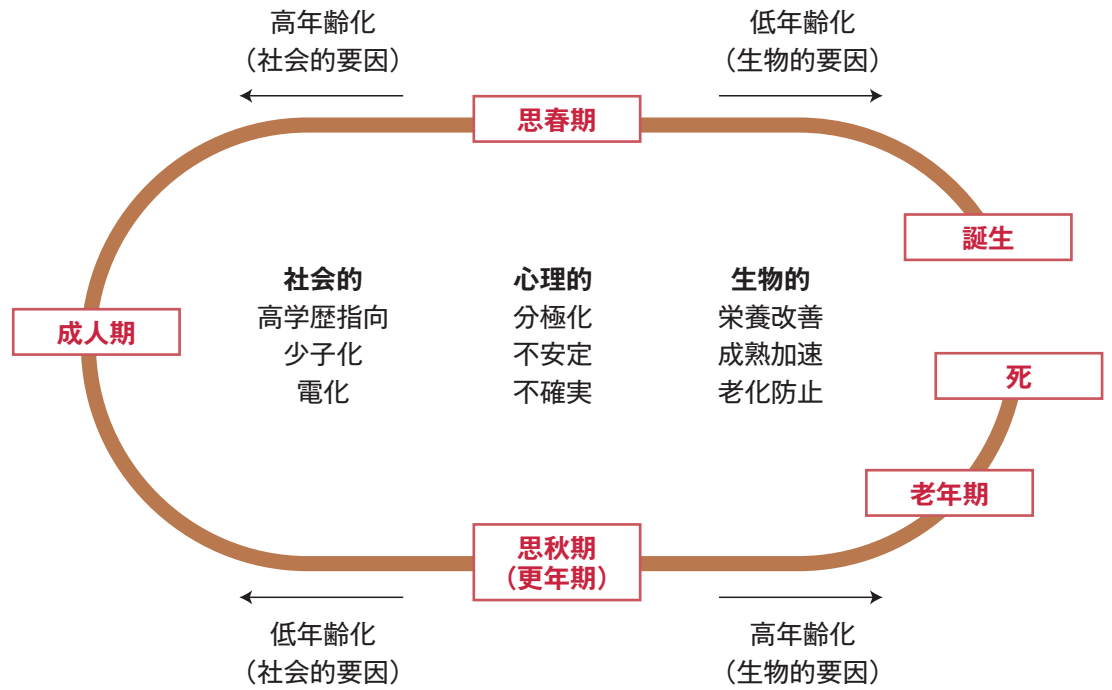 高年齢化
（社会的要因）
低年齢化
（生物的要因）
思春期
誕生
社会的
高学歴指向
少子化
電化
心理的
分極化
不安定
不確実
生物的
栄養改善
成熟加速
老化防止
成人期
死
老年期
思秋期
（更年期）
低年齢化
（社会的要因）
高年齢化
（生物的要因）